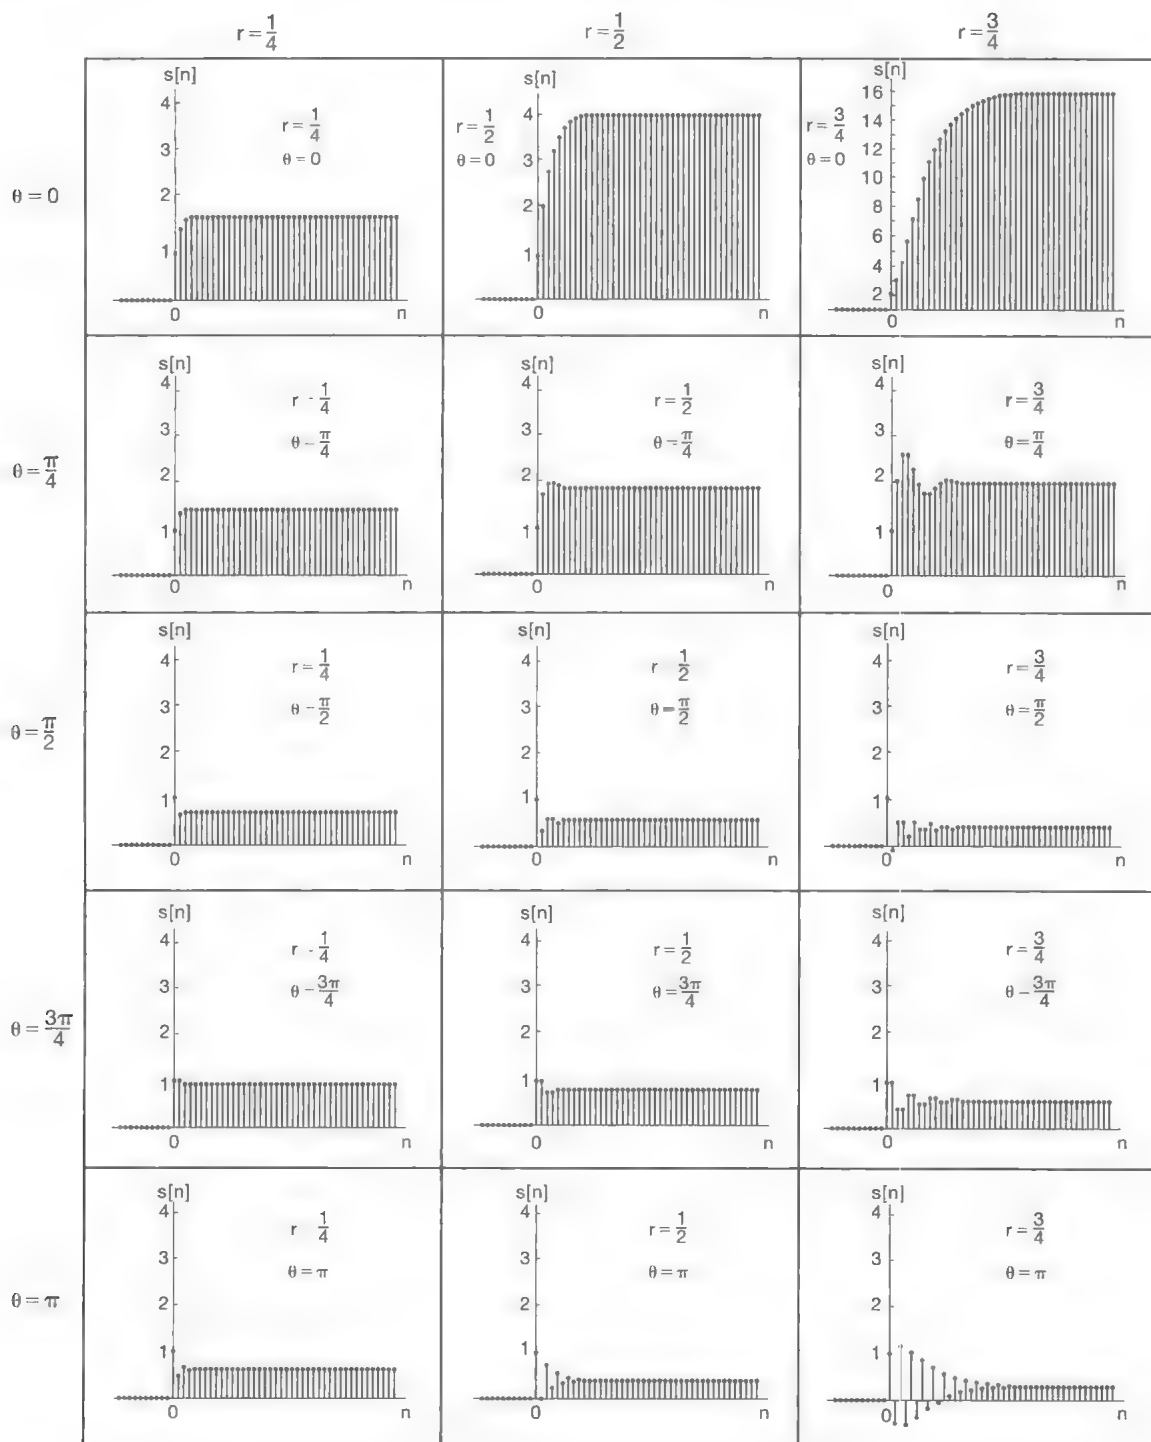 r = 1/4
r = 1/2
r = 3/4
θ = 0
s[n]
4
3
2
1
0
n
r = 1/4
θ = 0
s[n]
4
3
2
1
0
n
r = 1/2
θ = 0
s[n]
16
14
12
10
8
6
4
2
0
n
r = 3/4
θ = 0
θ = π/4
s[n]
4
3
2
1
0
n
r - 1/4
θ - π/4
s[n]
4
3
2
1
0
n
r = 1/2
θ = π/4
s[n]
4
3
2
1
0
n
r = 3/4
θ = π/4
θ = π/2
s[n]
4
3
2
1
0
n
r = 1/4
θ - π/2
s[n]
4
3
2
1
0
n
r 1/2
θ = π/2
s[n]
4
3
2
1
0
n
r = 3/4
θ = π/2
θ = 3π/4
s[n]
4
3
2
1
0
n
r - 1/4
θ - 3π/4
s[n]
4
3
2
1
0
n
r = 1/2
θ = 3π/4
s[n]
4
3
2
1
0
n
r = 3/4
θ - 3π/4
θ = π
s[n]
4
3
2
1
0
n
r 1/4
θ = π
s[n]
4
3
2
1
0
n
r = 1/2
θ = π
s[n]
4
3
2
1
0
n
r = 3/4
θ = π